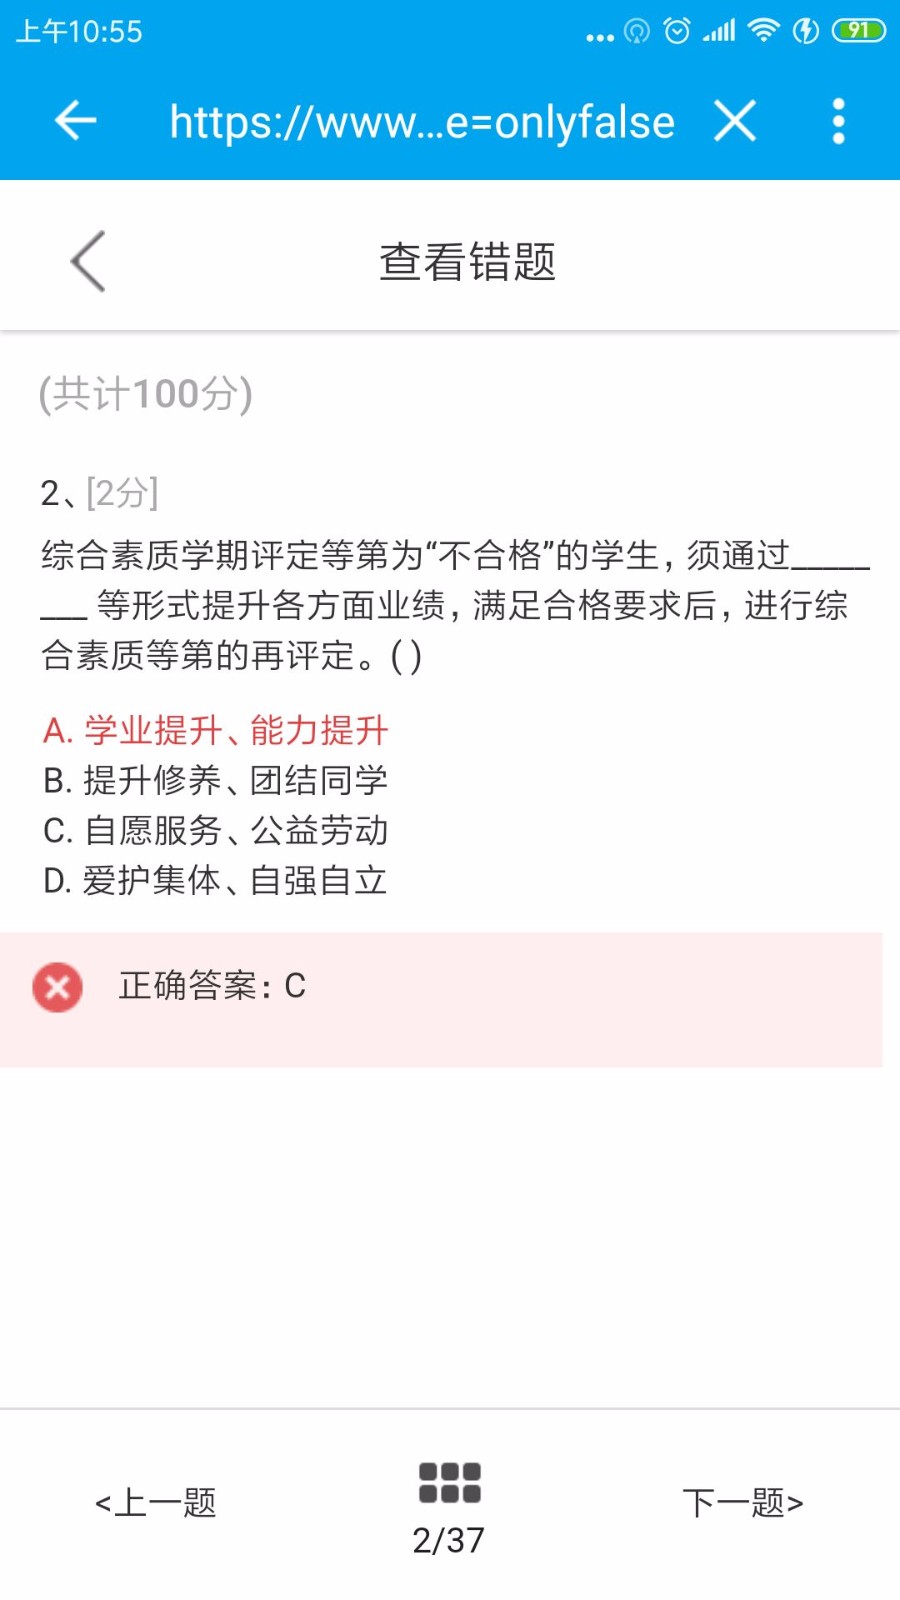 上午10:55
91
https://www...e=onlyfalse
查看错题
(共计100分)
2、[2分]
综合素质学期评定等第为“不合格”的学生，须通过_____
___ 等形式提升各方面业绩，满足合格要求后，进行综
合素质等第的再评定。( )
A. 学业提升、能力提升
B. 提升修养、团结同学
C. 自愿服务、公益劳动
D. 爱护集体、自强自立
正确答案：C
<上一题
2/37
下一题>